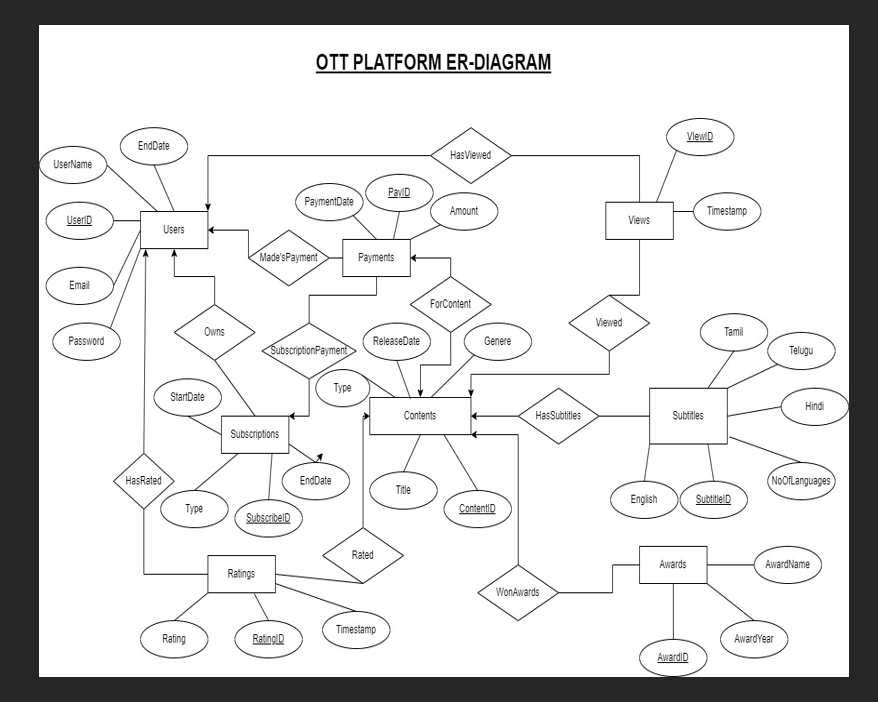 OTT PLATFORM ER-DIAGRAM
ViewID
EndDate
HasViewed
UserName
PayID
PaymentDate
Amount
Timestamp
UserID
Users
Views
Made'sPayment
Payments
Email
ForContent
Viewed
Owns
Tamil
Password
ReleaseDate
Genere
SubscriptionPayment
Telugu
Type
StartDate
Hindi
Contents
HasSubtitles
Subtitles
Subscriptions
HasRated
EndDate
NoOfLanguages
Title
English
SubtitleID
Type
ContentID
SubscribeID
Rated
Awards
AwardName
Ratings
WonAwards
Timestamp
Rating
RatingID
AwardYear
AwardID